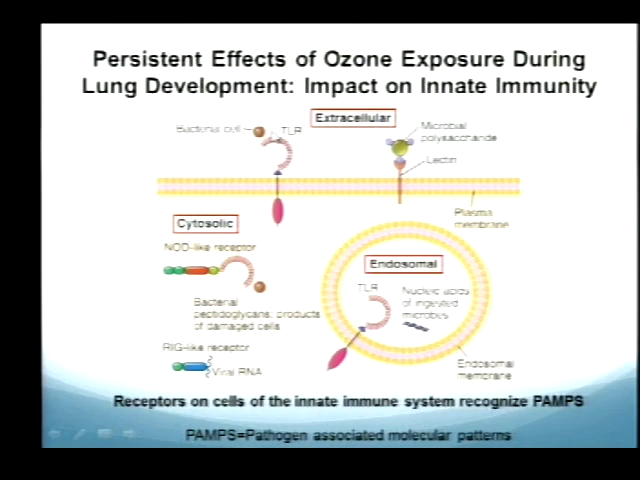 Persistent Effects of Ozone Exposure During
Lung Development: Impact on Innate Immunity
Extracellular
Bacterial cell
TLR
Microbial
polysaccharide
Lectin
Plasma
membrane
Cytosolic
NOD-like receptor
Bacterial
peptidoglycans; products
of damaged cells
RIG-like receptor
Viral RNA
Endosomal
TLR
Nucleic acids
of ingested
microbes
Endosomal
membrane
Receptors on cells of the innate immune system recognize PAMPS
PAMPS=Pathogen associated molecular patterns